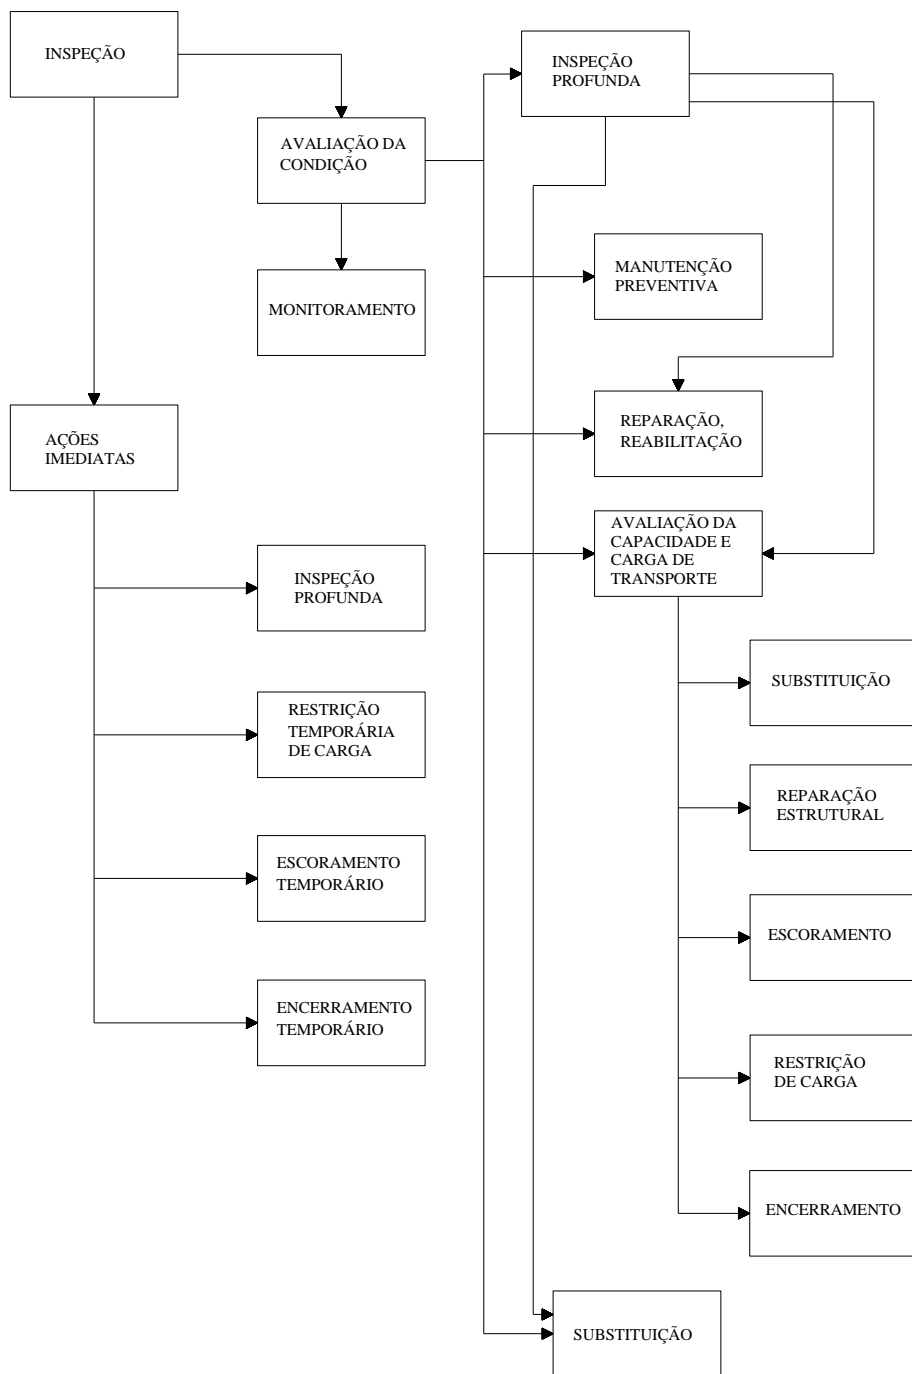 INSPEÇÃO
INSPEÇÃO
PROFUNDA
AVALIAÇÃO DA
CONDIÇÃO
MANUTENÇÃO
PREVENTIVA
MONITORAMENTO
REPARAÇÃO,
REABILITAÇÃO
AÇÕES
IMEDIATAS
AVALIAÇÃO DA
CAPACIDADE E
CARGA DE
TRANSPORTE
INSPEÇÃO
PROFUNDA
SUBSTITUIÇÃO
RESTRIÇÃO
TEMPORÁRIA
DE CARGA
REPARAÇÃO
ESTRUTURAL
ESCORAMENTO
TEMPORÁRIO
ESCORAMENTO
ENCERRAMENTO
TEMPORÁRIO
RESTRIÇÃO
DE CARGA
ENCERRAMENTO
SUBSTITUIÇÃO